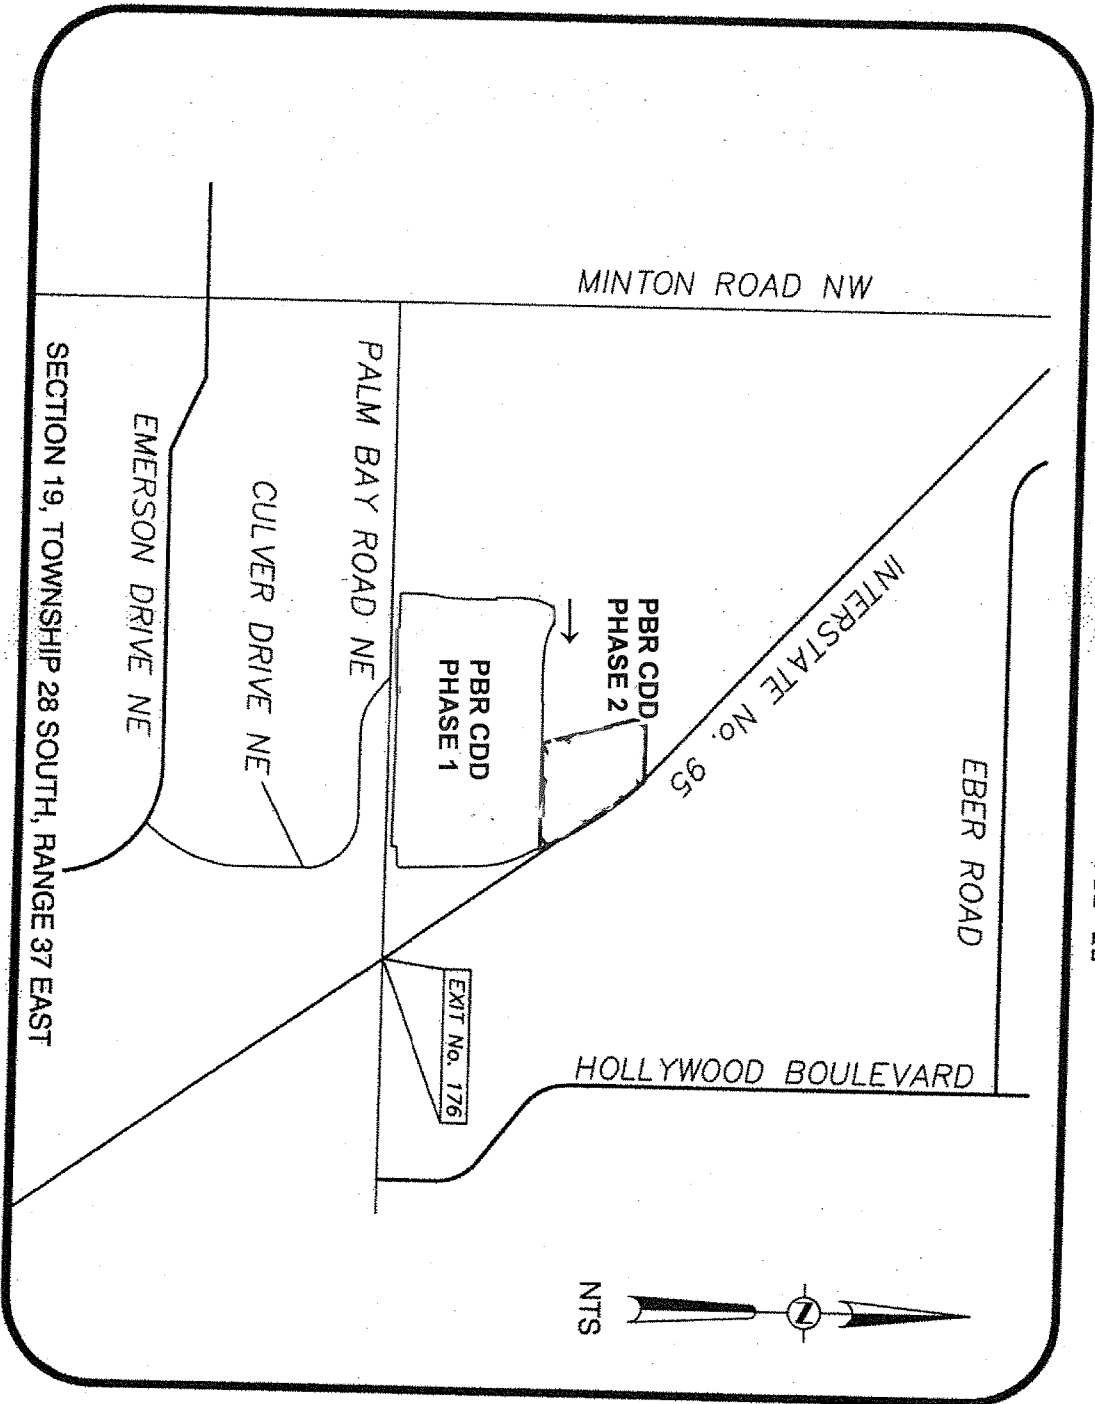 MINTON ROAD NW
EBER ROAD
INTERSTATE No. 95
PBR CDD
PHASE 2
PBR CDD
PHASE 1
PALM BAY ROAD NE
CULVER DRIVE NE
EMERSON DRIVE NE
SECTION 19, TOWNSHIP 28 SOUTH, RANGE 37 EAST
EXIT No. 176
HOLLYWOOD BOULEVARD
N
NTS